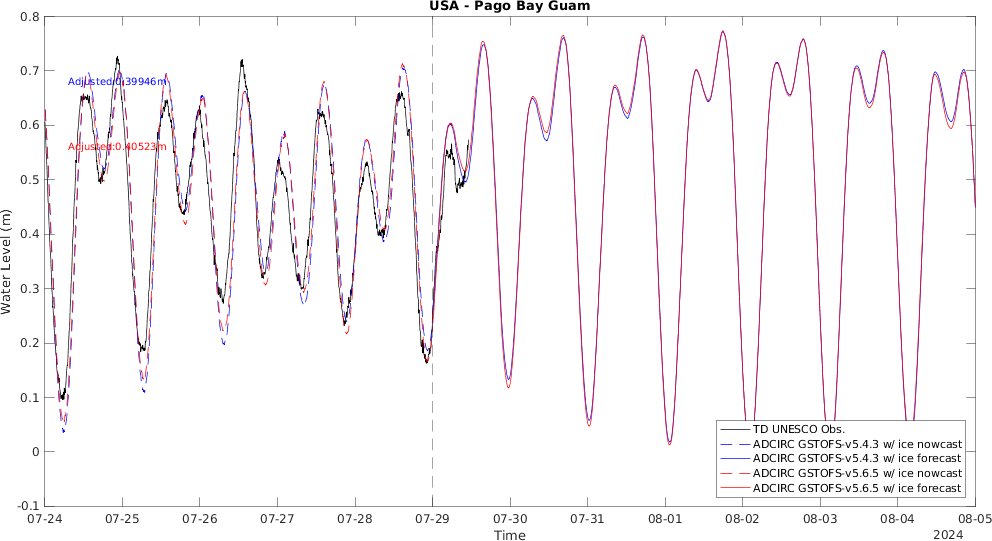 USA - Pago Bay Guam
0.8
0.7
0.6
0.5
0.4
0.3
0.2
0.1
0
-0.1
Water Level (m)
Adjusted:0.39946m
Adjusted:0.40523m
TD UNESCO Obs.
ADCIRC GSTOFS-v5.4.3 w/ ice nowcast
ADCIRC GSTOFS-v5.4.3 w/ ice forecast
ADCIRC GSTOFS-v5.6.5 w/ ice nowcast
ADCIRC GSTOFS-v5.6.5 w/ ice forecast
07-24 07-25 07-26 07-27 07-28 07-29 07-30 07-31 08-01 08-02 08-03 08-04 08-05
Time
2024